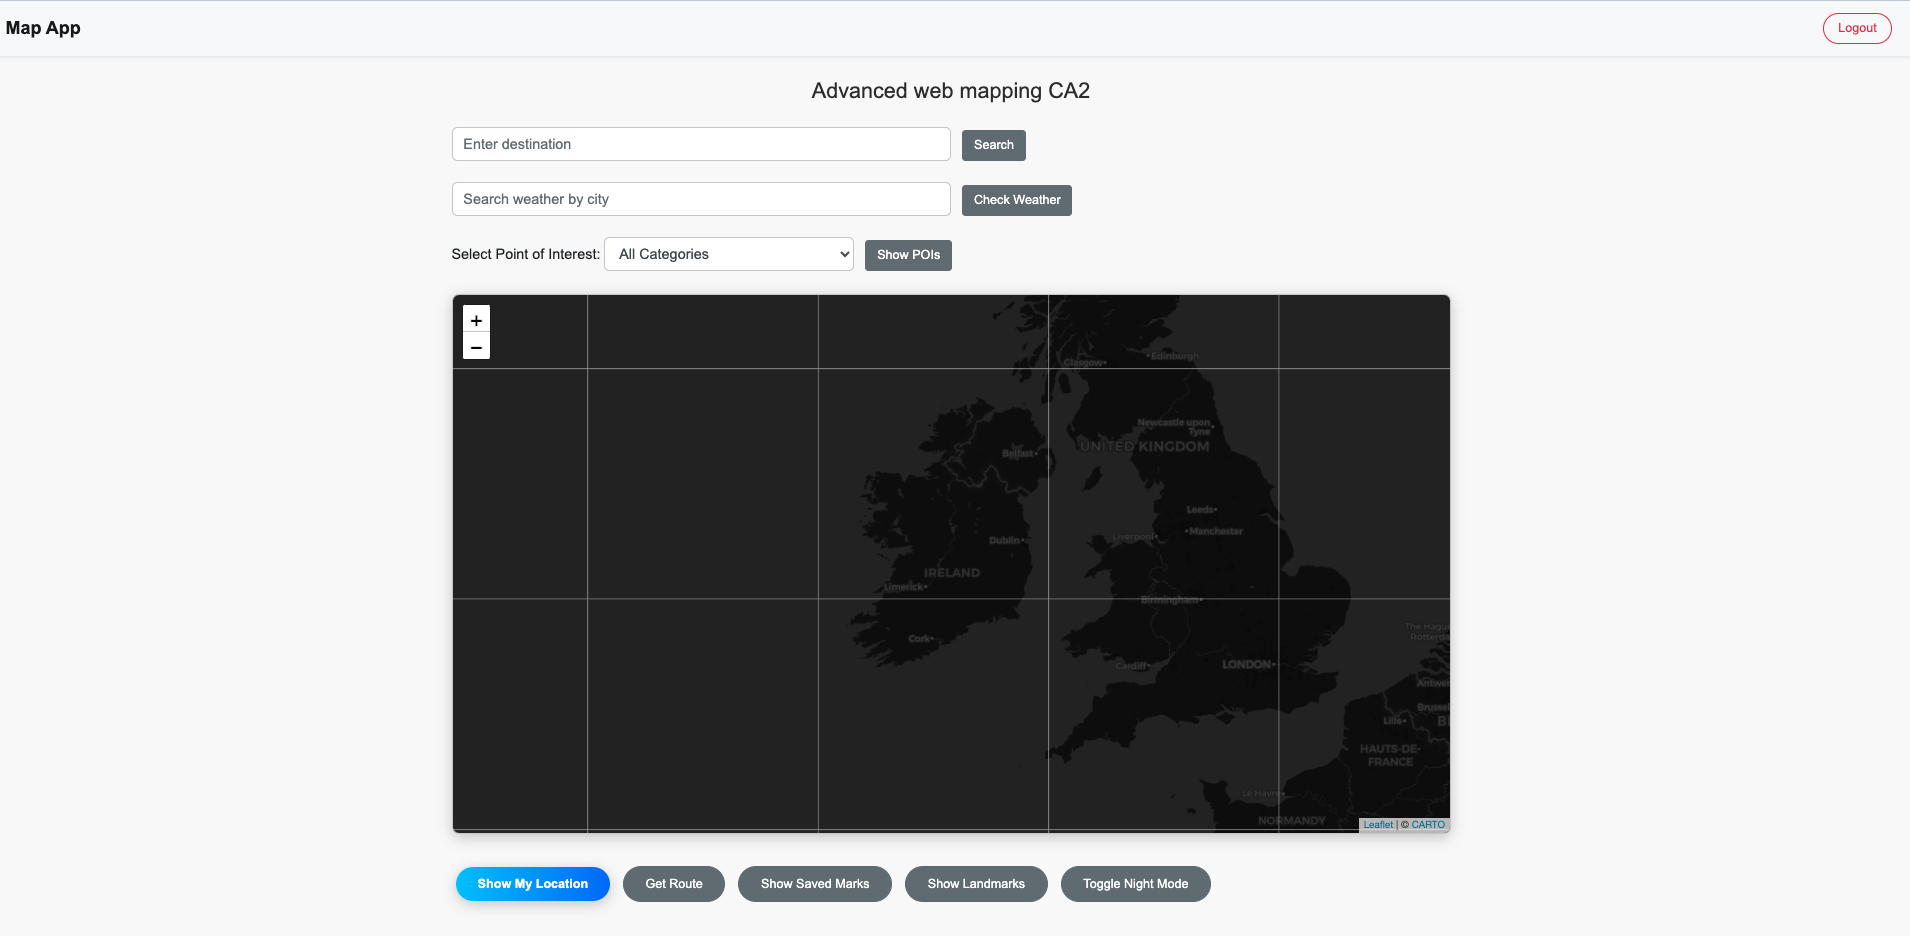 Map App
Logout
Advanced web mapping CA2
Enter destination
Search
Search weather by city
Check Weather
Select Point of Interest:
All Categories
Show POIs
+
−
Glasgow
Edinburgh
Newcastle upon
Tyne
UNITED KINGDOM
Belfast
Leeds
Manchester
Liverpool
Dublin
IRELAND
Limerick
Birmingham
Cork
The Hague
Rotterda
Cardiff
LONDON
Antwer
Brussel
Lille
HAUTS-DE-
FRANCE
Le Havre
NORMANDY
Leaflet | © CARTO
Show My Location
Get Route
Show Saved Marks
Show Landmarks
Toggle Night Mode